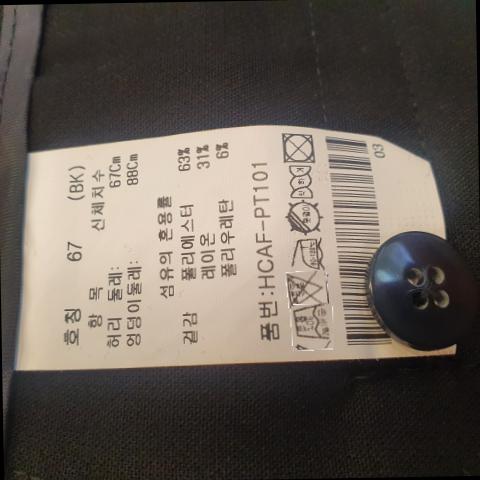 호칭 67 (BK)
항 목 신체치수
허리 둘레: 67Cm
엉덩이둘레: 88Cm
섬유의 혼용률
겉감 폴리에스터 63%
레이온 31%
폴리우레탄 6%
품번:HCAF-PT101
03